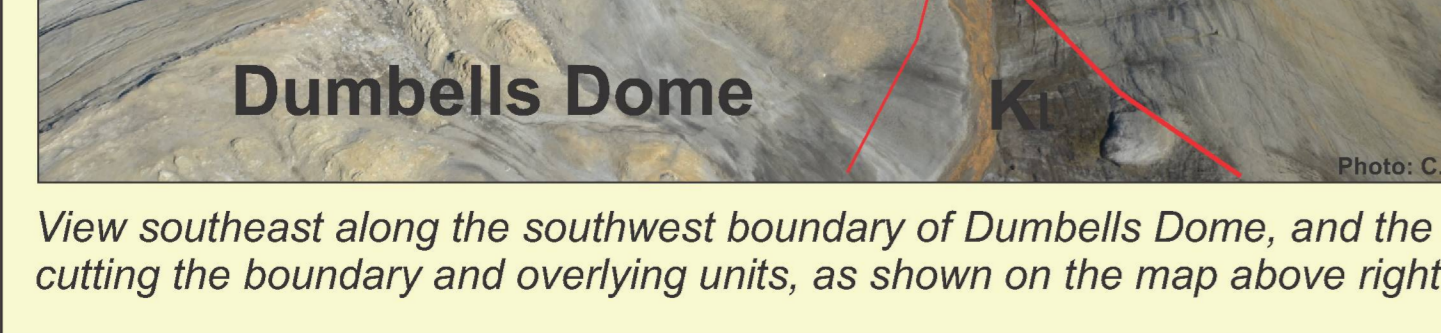 Dumbells Dome
Kl
Photo: C.
View southeast along the southwest boundary of Dumbells Dome, and the
cutting the boundary and overlying units, as shown on the map above right